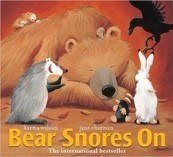 karma wilson jane chapman
Bear Snores On
The international bestseller